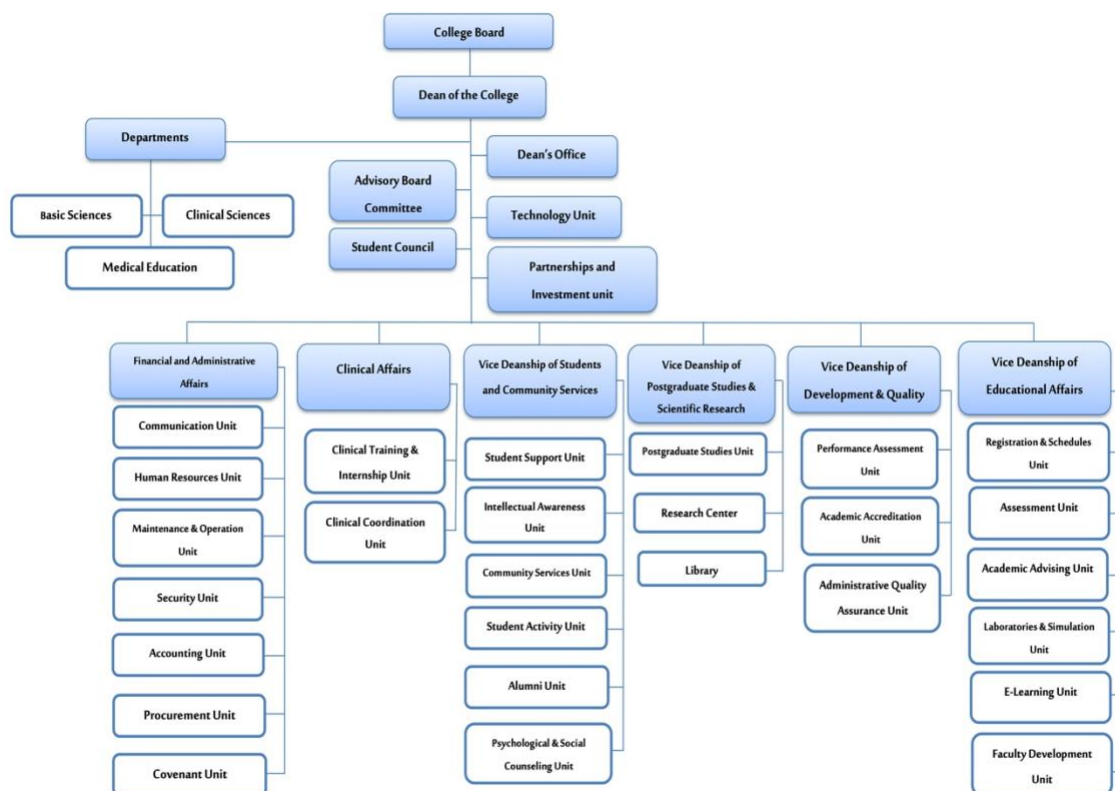 College Board
Dean of the College
Departments
Dean's Office
Advisory Board
Committee
Basic Sciences
Clinical Sciences
Technology Unit
Student Council
Medical Education
Partnerships and
Investment unit
Financial and Administrative
Affairs
Communication Unit
Human Resources Unit
Maintenance & Operation
Unit
Security Unit
Accounting Unit
Procurement Unit
Covenant Unit
Clinical Affairs
Clinical Training &
Internship Unit
Clinical Coordination
Unit
Vice Deanship of Students
and Community Services
Student Support Unit
Intellectual Awareness
Unit
Community Services Unit
Student Activity Unit
Alumni Unit
Psychological & Social
Counseling Unit
Vice Deanship of
Postgraduate Studies &
Scientific Research
Postgraduate Studies Unit
Research Center
Library
Vice Deanship of
Development & Quality
Performance Assessment
Unit
Academic Accreditation
Unit
Administrative Quality
Assurance Unit
Vice Deanship of
Educational Affairs
Registration & Schedules
Unit
Assessment Unit
Academic Advising Unit
Laboratories & Simulation
Unit
E-Learning Unit
Faculty Development
Unit